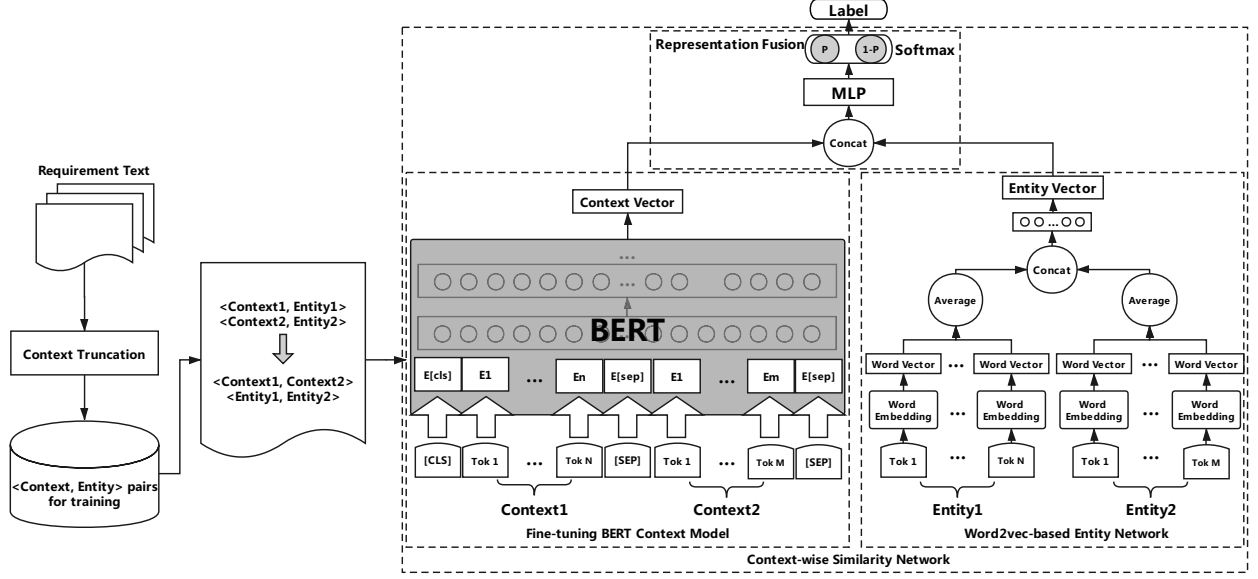 Label
Representation Fusion
P
1-P
Softmax
MLP
Concat
Requirement Text
Context Truncation
<Context, Entity> pairs
for training
<Context1, Entity1>
<Context2, Entity2>
<Context1, Context2>
<Entity1, Entity2>
Context Vector
...
...
BERT
E[cls] E1 ... En E[sep] E1 ... Em E[sep]
[CLS] Tok 1 ... Tok N [SEP] Tok 1 ... Tok M [SEP]
Context1 Context2
Fine-tuning BERT Context Model
Entity Vector
...
Concat
Average Average
Word Vector ... Word Vector Word Vector ... Word Vector
Word
Embedding
...
Word
Embedding
Word
Embedding
...
Word
Embedding
Tok 1 ... Tok N Tok 1 ... Tok M
Entity1 Entity2
Word2vec-based Entity Network
Context-wise Similarity Network